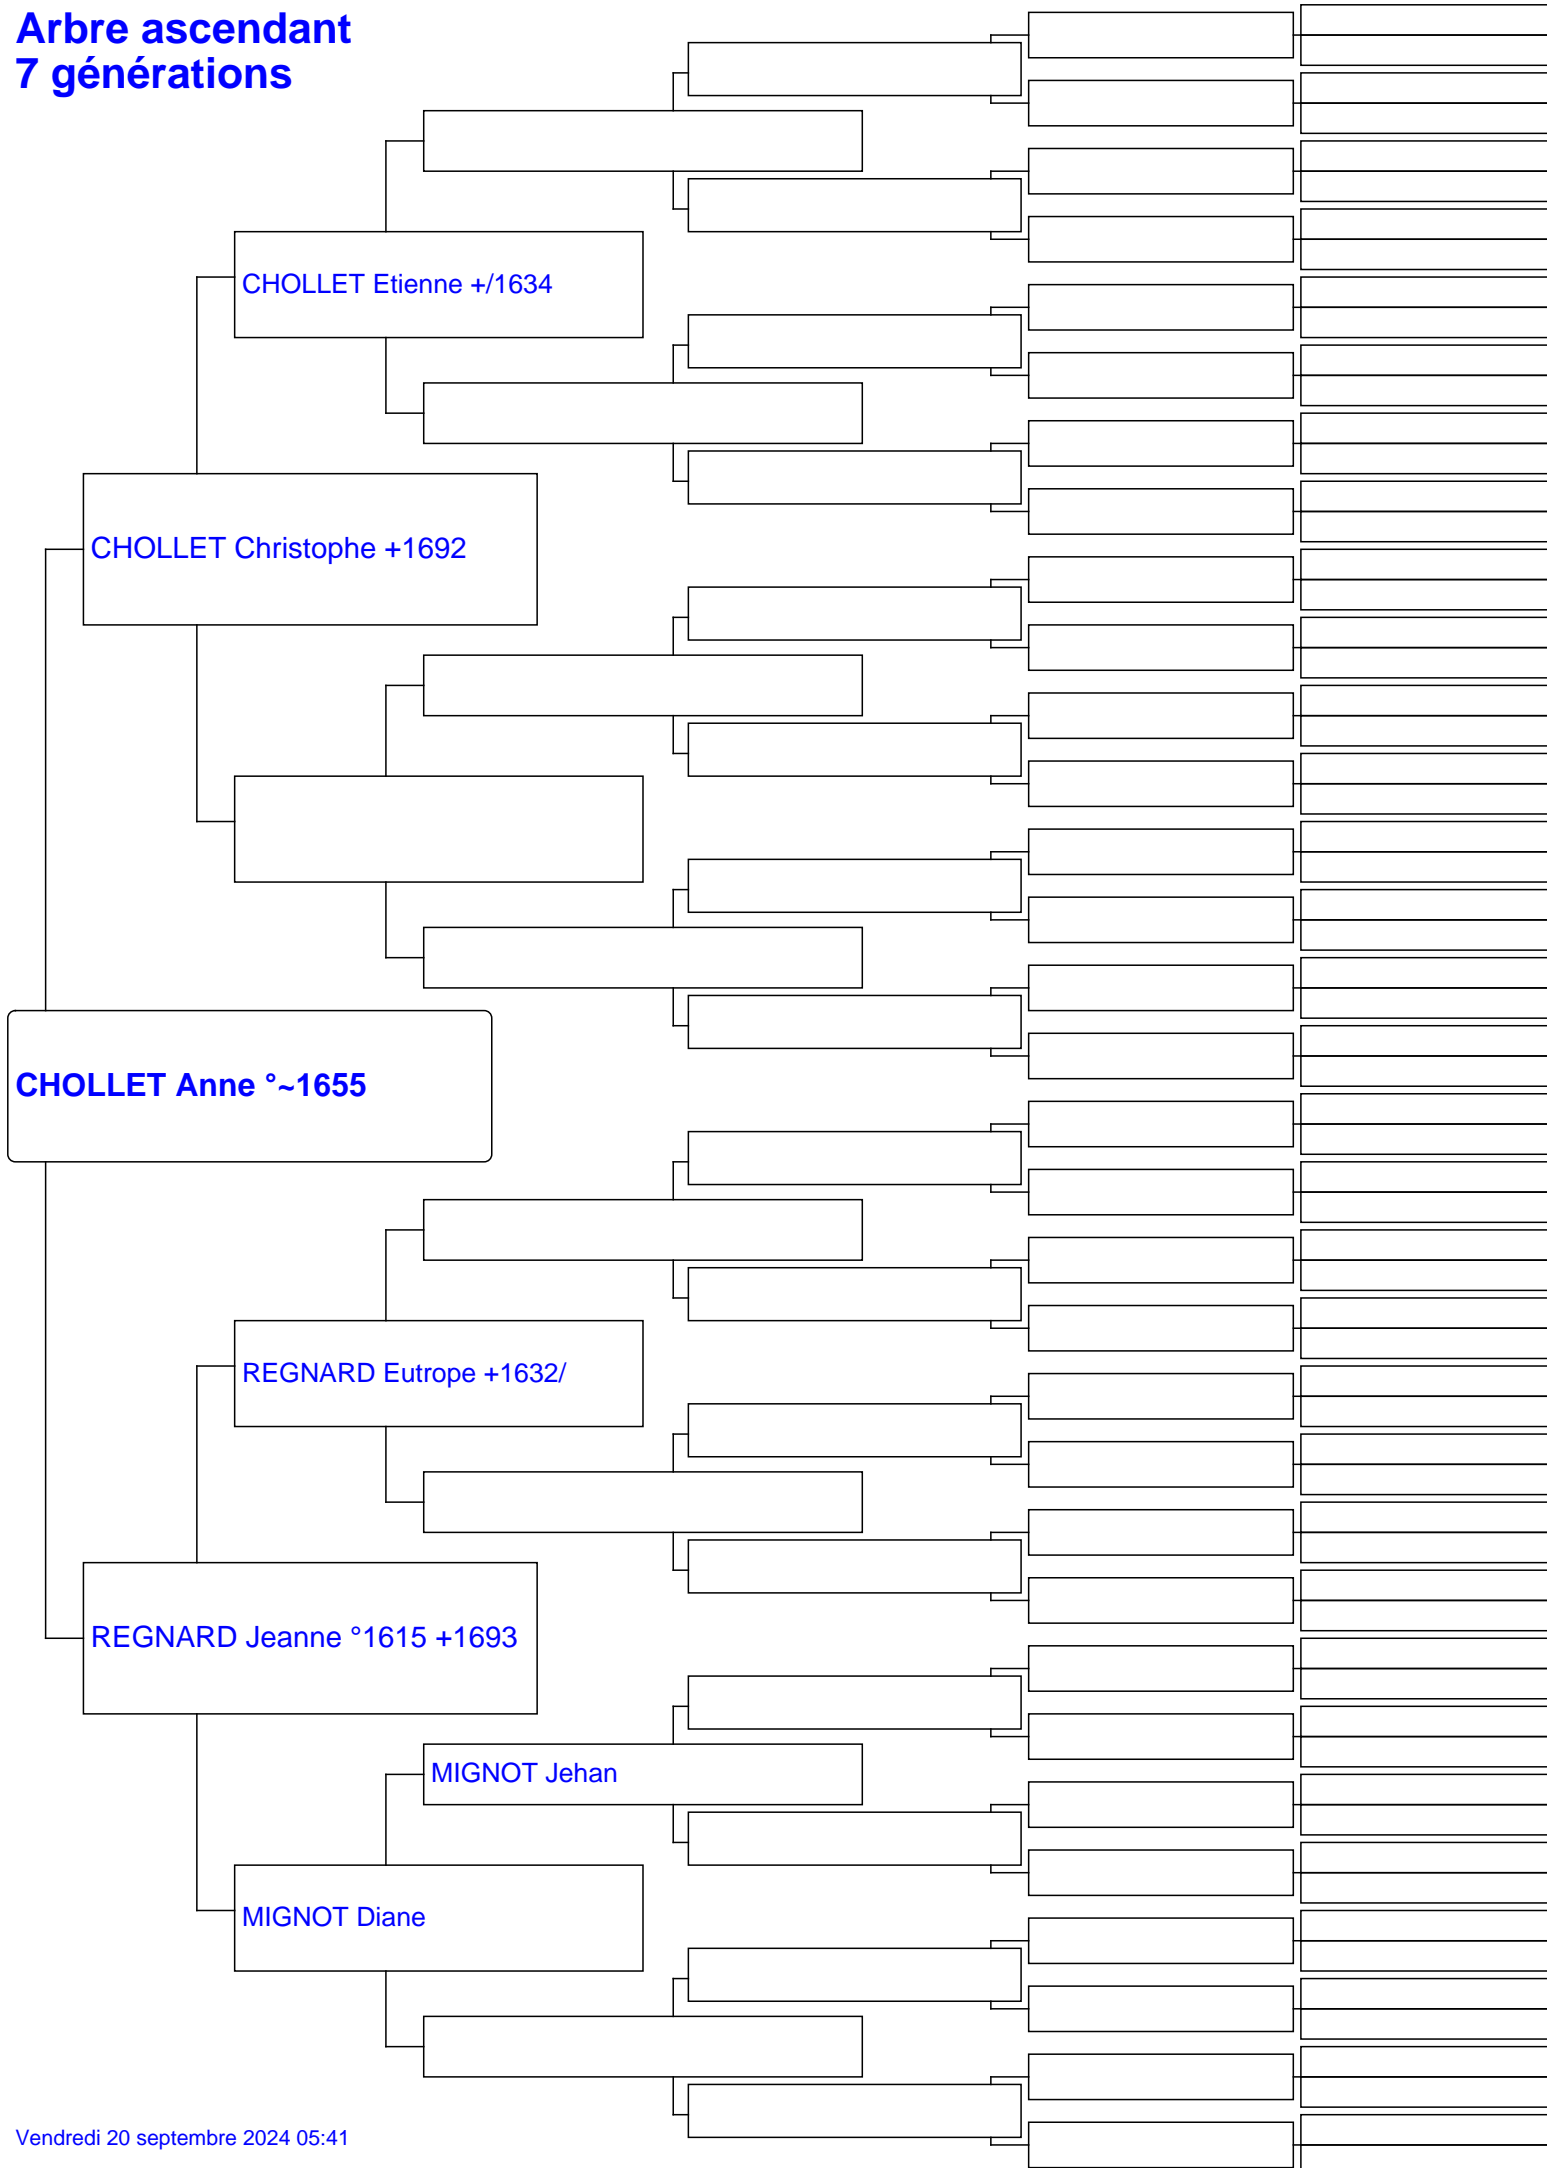 Arbre ascendant
7 générations
CHOLLET Etienne +/1634
CHOLLET Christophe +1692
CHOLLET Anne °~1655
REGNARD Eutrope +1632/
REGNARD Jeanne °1615 +1693
MIGNOT Jehan
MIGNOT Diane
Vendredi 20 septembre 2024 05:41